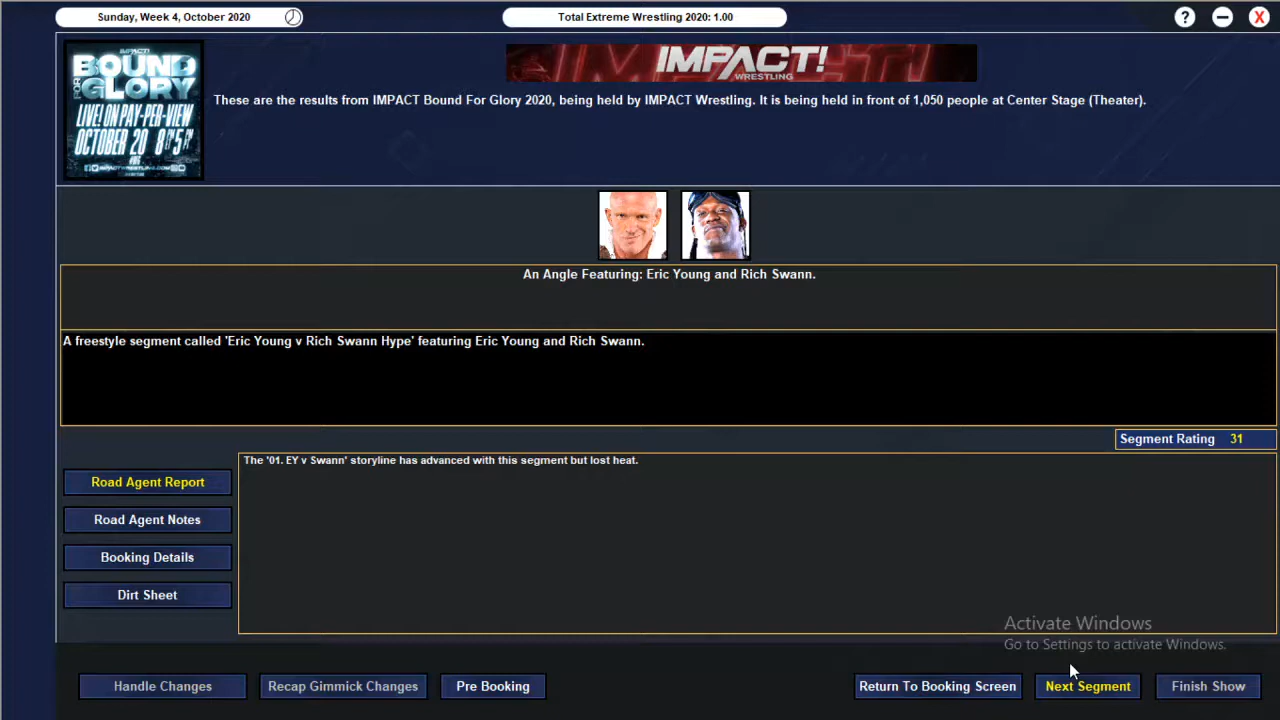 Sunday, Week 4, October 2020
Total Extreme Wrestling 2020: 1.00
?
X
IMPACT!
BOUND
FOR
GLORY
LIVE! ON PAY-PER-VIEW
OCTOBER 20 8
IMPACT!
WRESTLING
These are the results from IMPACT Bound For Glory 2020, being held by IMPACT Wrestling. It is being held in front of 1,050 people at Center Stage (Theater).
An Angle Featuring: Eric Young and Rich Swann.
A freestyle segment called 'Eric Young v Rich Swann Hype' featuring Eric Young and Rich Swann.
Segment Rating 31
Road Agent Report
Road Agent Notes
Booking Details
Dirt Sheet
The '01. EY v Swann' storyline has advanced with this segment but lost heat.
Activate Windows
Go to Settings to activate Windows.
Handle Changes
Recap Gimmick Changes
Pre Booking
Return To Booking Screen
Next Segment
Finish Show